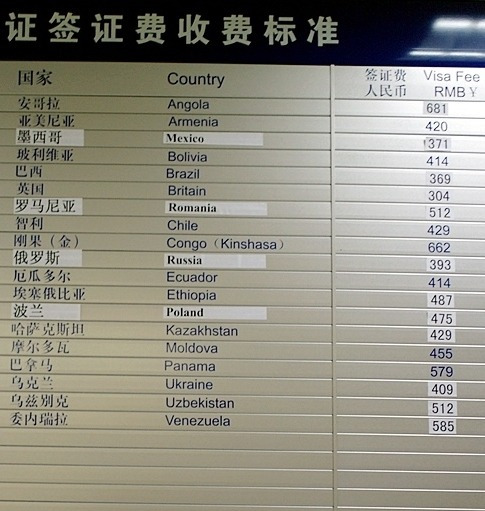 证签证费收费标准
国家 Country 签证费 Visa Fee
人民币 RMB¥
安哥拉 Angola 681
亚美尼亚 Armenia 420
墨西哥 Mexico 371
玻利维亚 Bolivia 414
巴西 Brazil 369
英国 Britain 304
罗马尼亚 Romania 512
智利 Chile 429
刚果（金） Congo（Kinshasa） 662
俄罗斯 Russia 393
厄瓜多尔 Ecuador 414
埃塞俄比亚 Ethiopia 487
波兰 Poland 475
哈萨克斯坦 Kazakhstan 429
摩尔多瓦 Moldova 455
巴拿马 Panama 579
乌克兰 Ukraine 409
乌兹别克 Uzbekistan 512
委内瑞拉 Venezuela 585